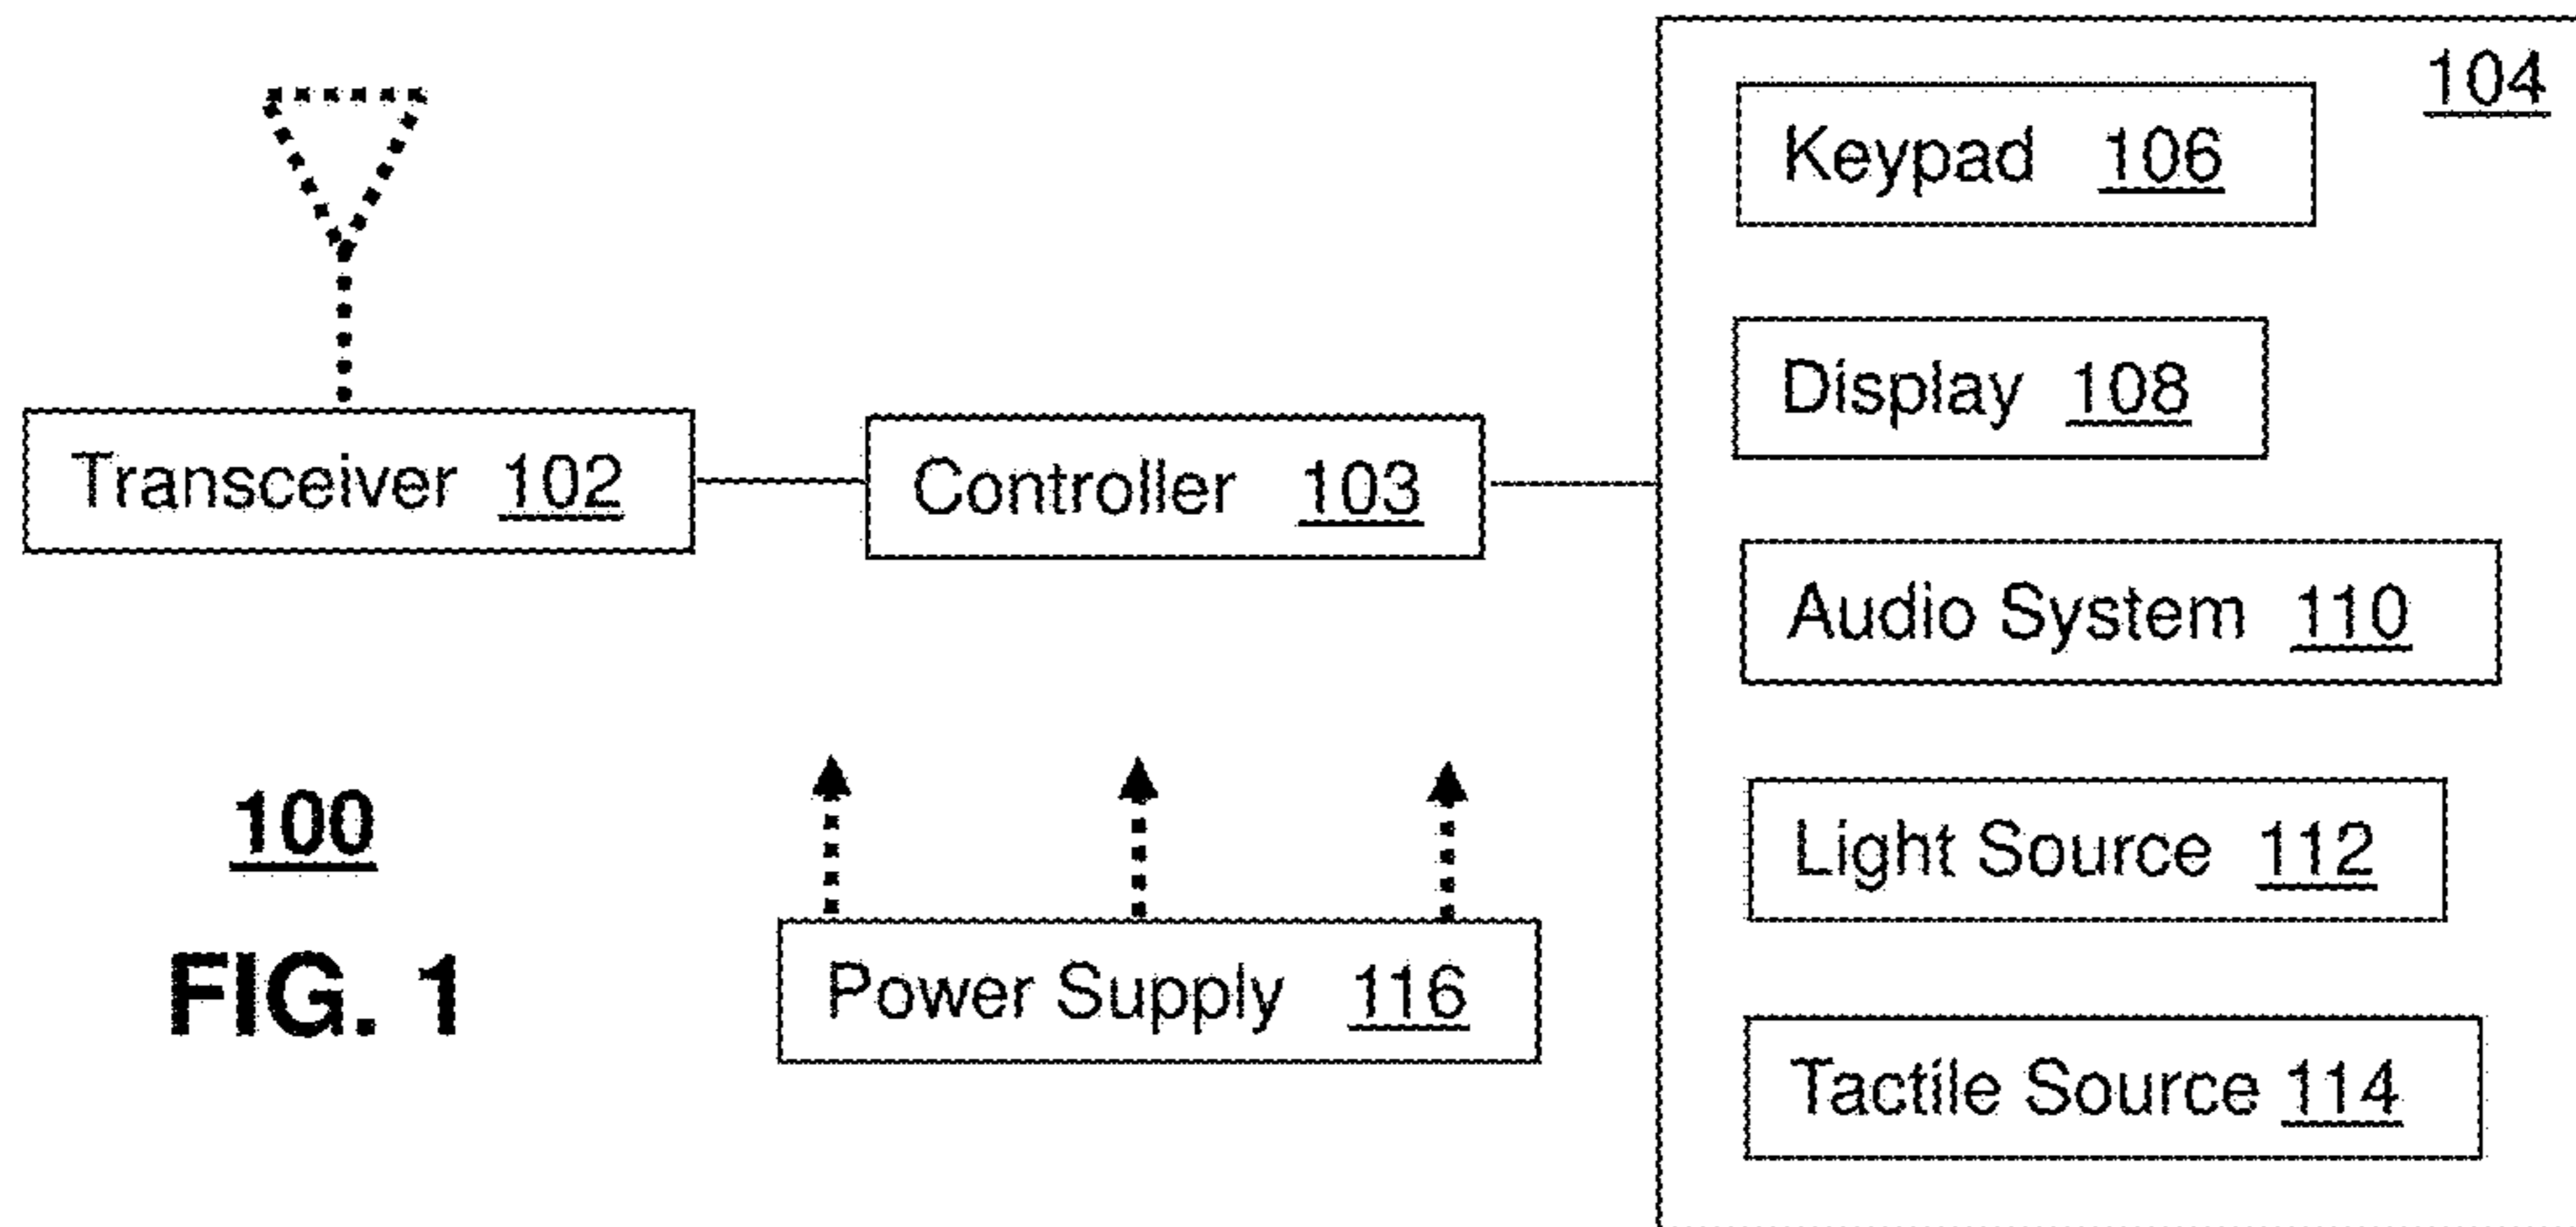 104
Keypad 106
Display 108
Transceiver 102
Controller 103
Audio System 110
Light Source 112
100
Power Supply 116
FIG. 1
Tactile Source 114